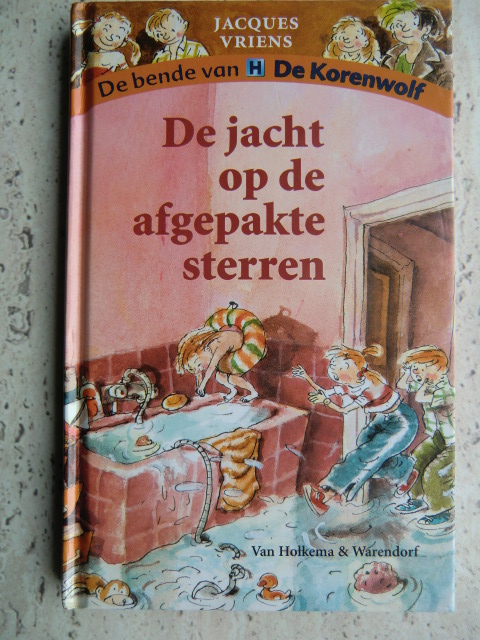 JACQUES
VRIENS
De bende van H De Korenwolf
De jacht
op de
afgepakte
sterren
Van Holkema & Warendorf